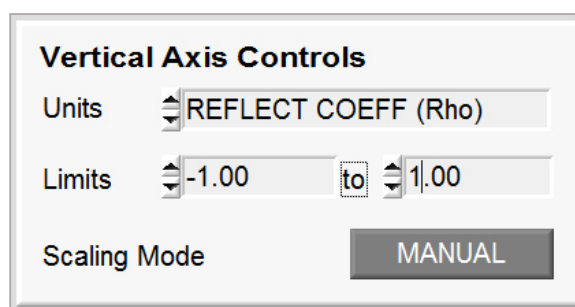 Vertical Axis Controls
Units REFLECT COEFF (Rho)
Limits -1.00 to 1.00
Scaling Mode MANUAL